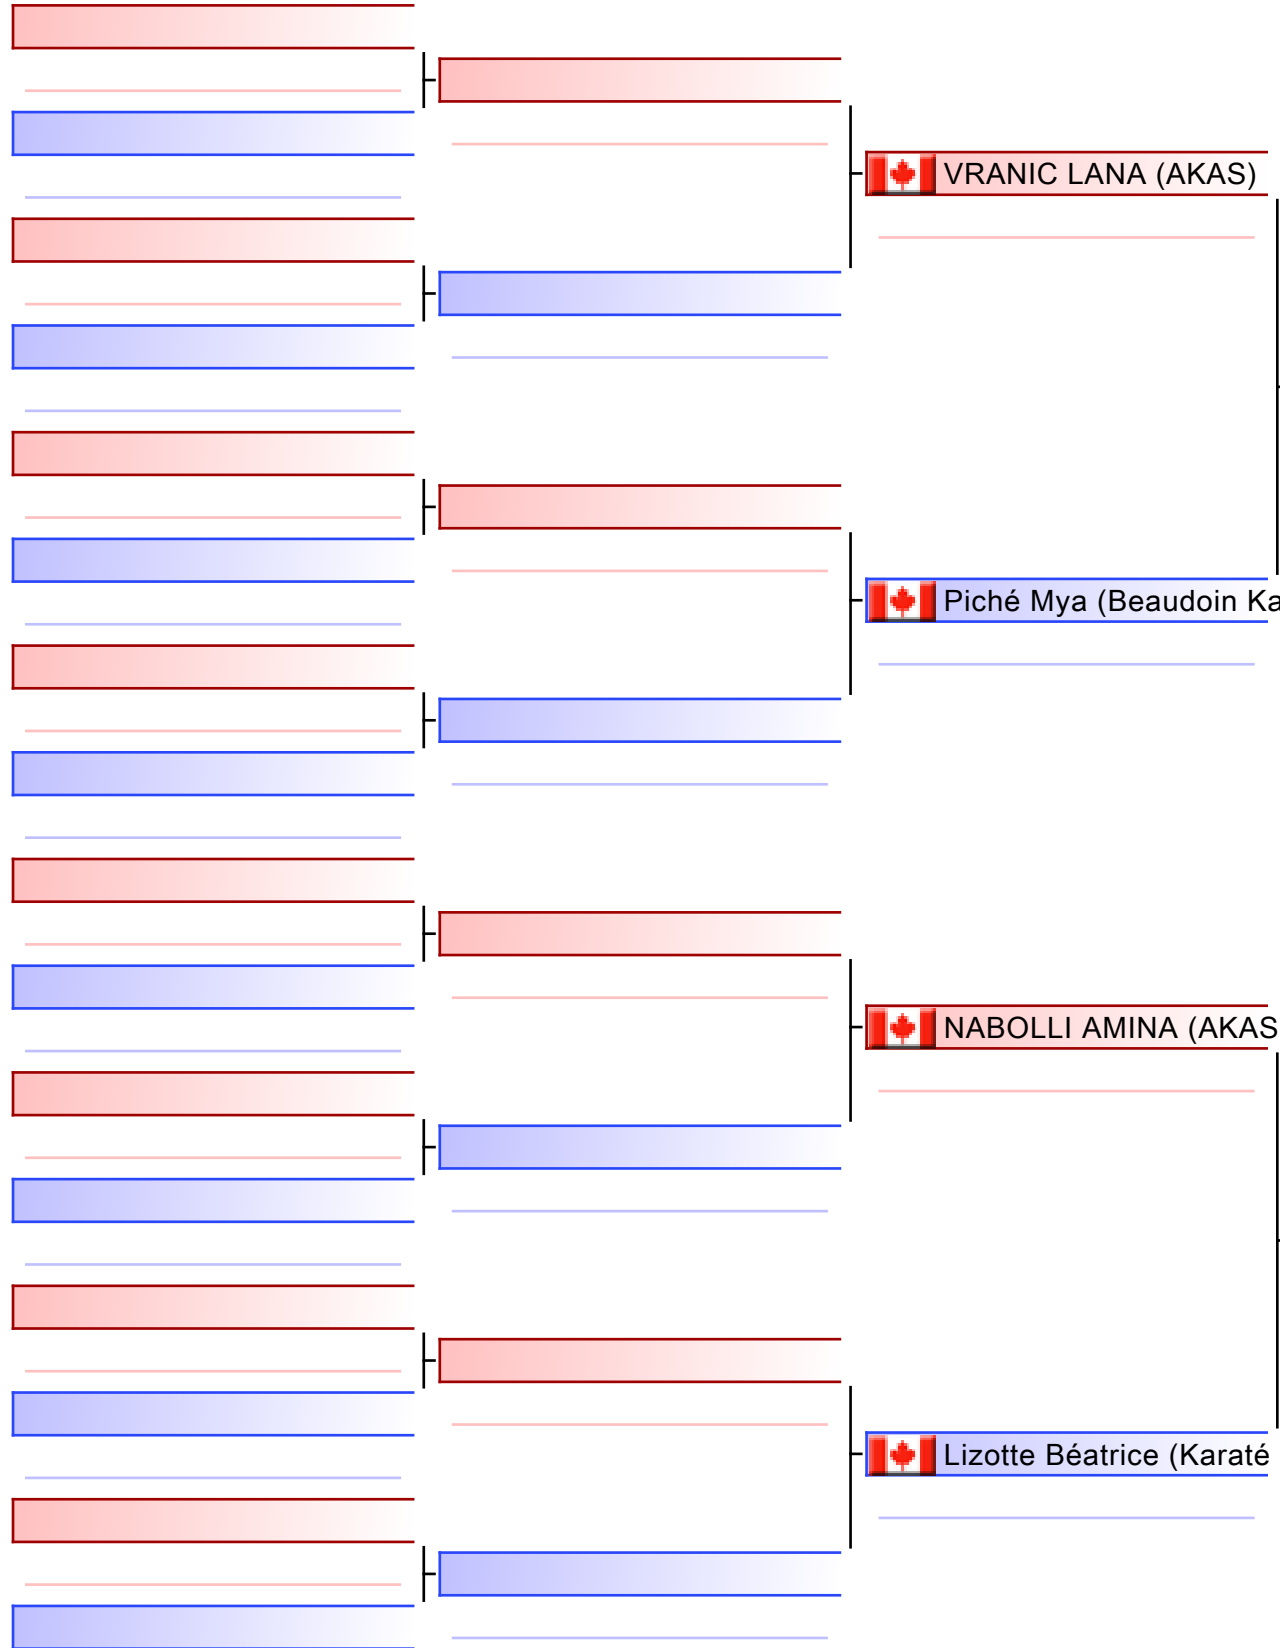 VRANIC LANA (AKAS)
Piché Mya (Beaudoin Ka
NABOLLI AMINA (AKAS
Lizotte Béatrice (Karaté